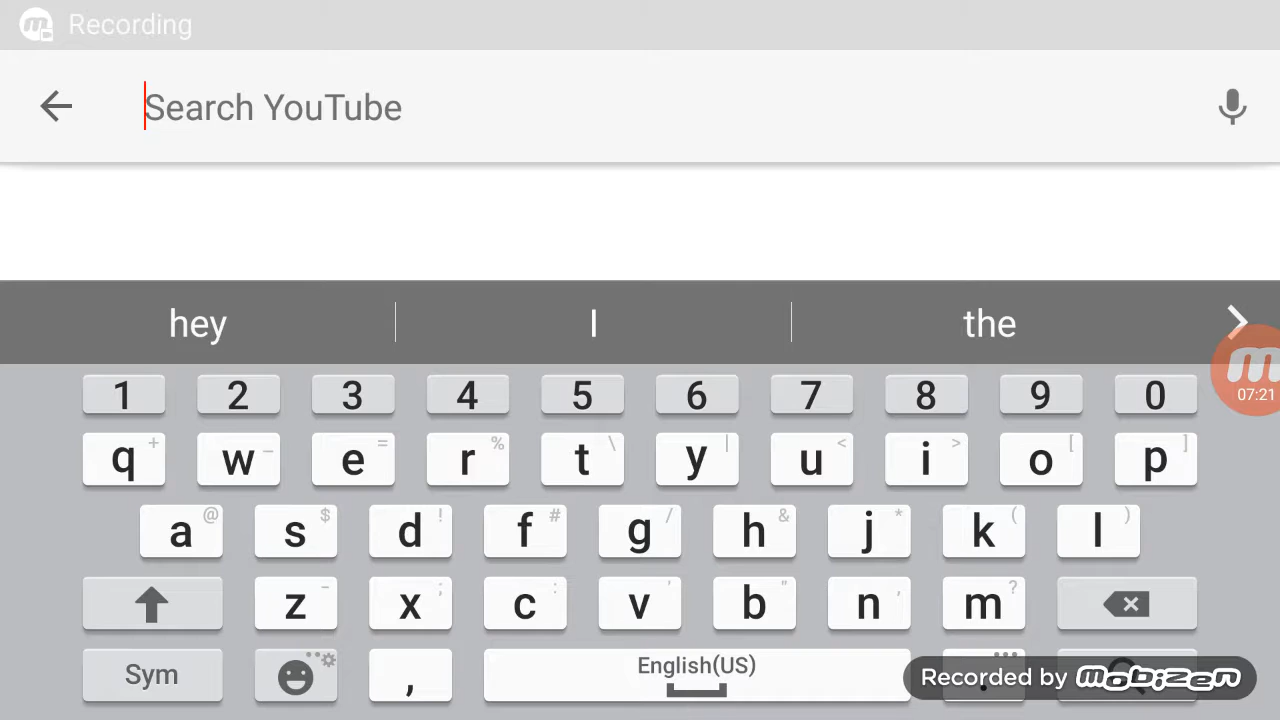 Recording
Search YouTube
hey I the
07:21
1 2 3 4 5 6 7 8 9 0
q + w - e = r % t \ y | u < i > o [ p ]
a @ s $ d ! f # g / h & j * k ( l )
z - x ; c : v ' b " n , m ?
Sym , English(US) .
Recorded by mobizen